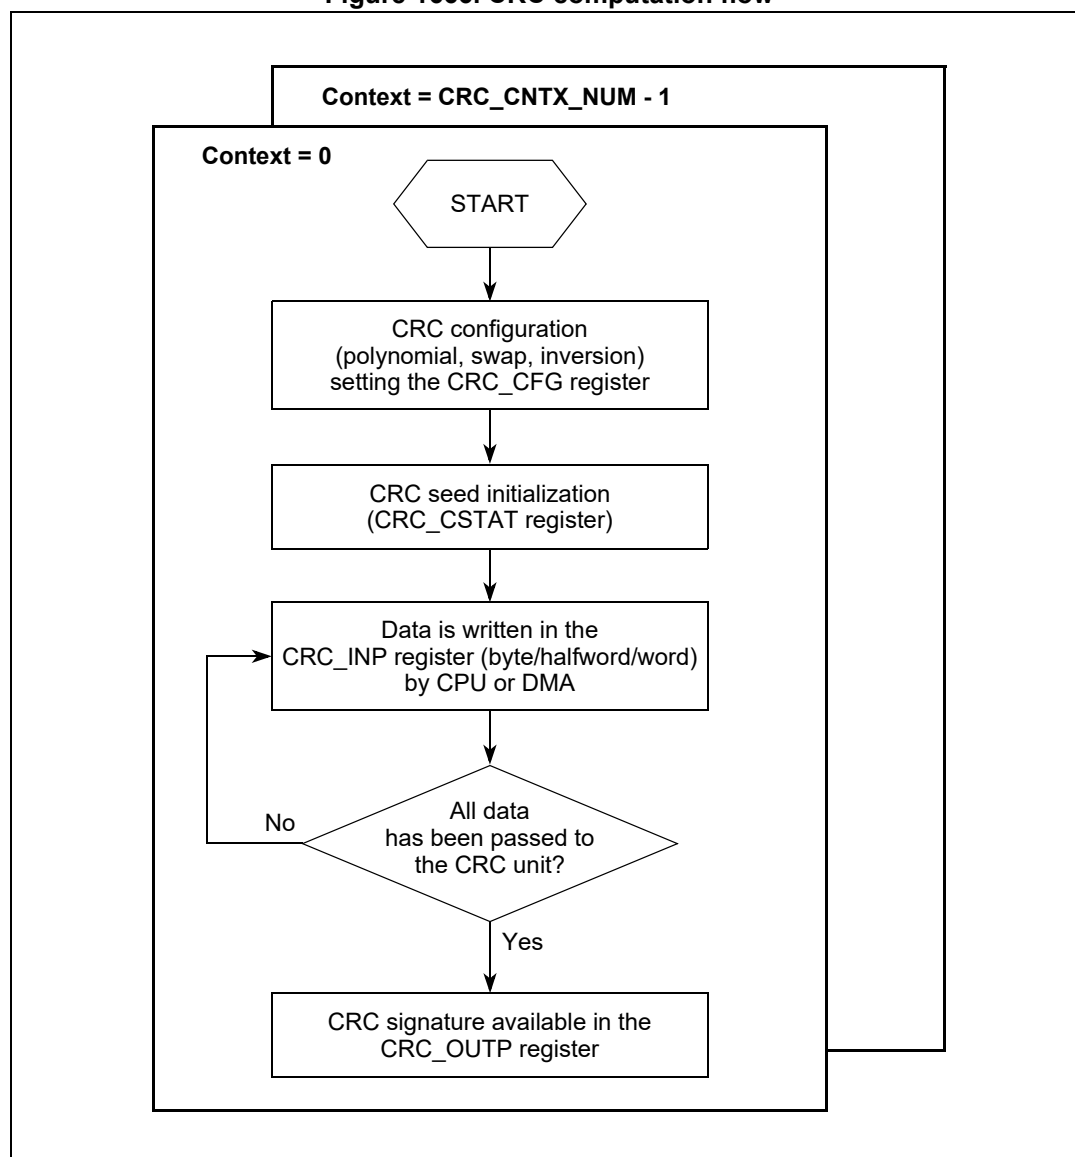 Context = CRC_CNTX_NUM - 1
Context = 0
START
CRC configuration
(polynomial, swap, inversion)
setting the CRC_CFG register
CRC seed initialization
(CRC_CSTAT register)
Data is written in the
CRC_INP register (byte/halfword/word)
by CPU or DMA
All data
has been passed to
the CRC unit?
No
Yes
CRC signature available in the
CRC_OUTP register